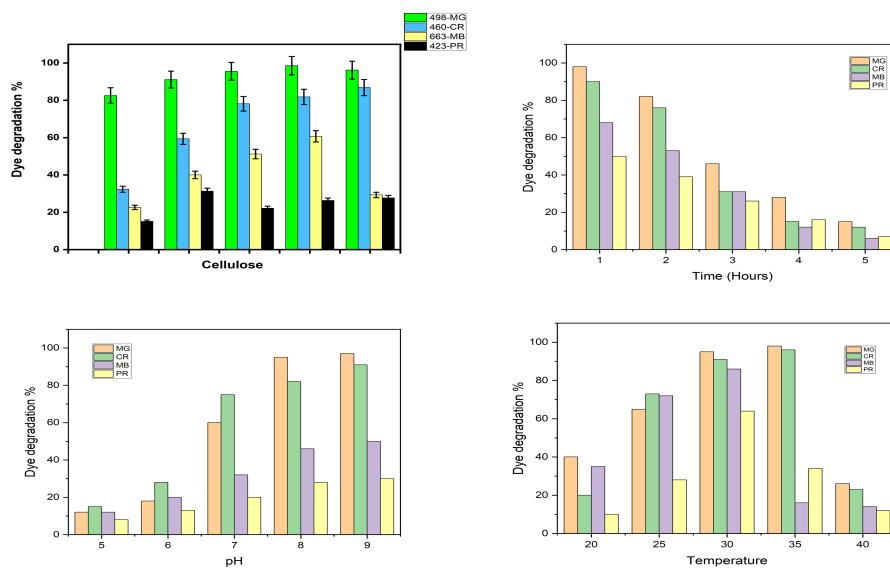 498-MG
460-CR
663-MB
423-PR
100
80
60
40
20
0
Dye degradation %
Cellulose
MG
CR
MB
PR
100
80
60
40
20
0
Dye degradation %
1 2 3 4 5
Time (Hours)
MG
CR
MB
PR
100
80
60
40
20
0
Dye degradation %
5 6 7 8 9
pH
MG
CR
MB
PR
100
80
60
40
20
0
Dye degradation %
20 25 30 35 40
Temperature